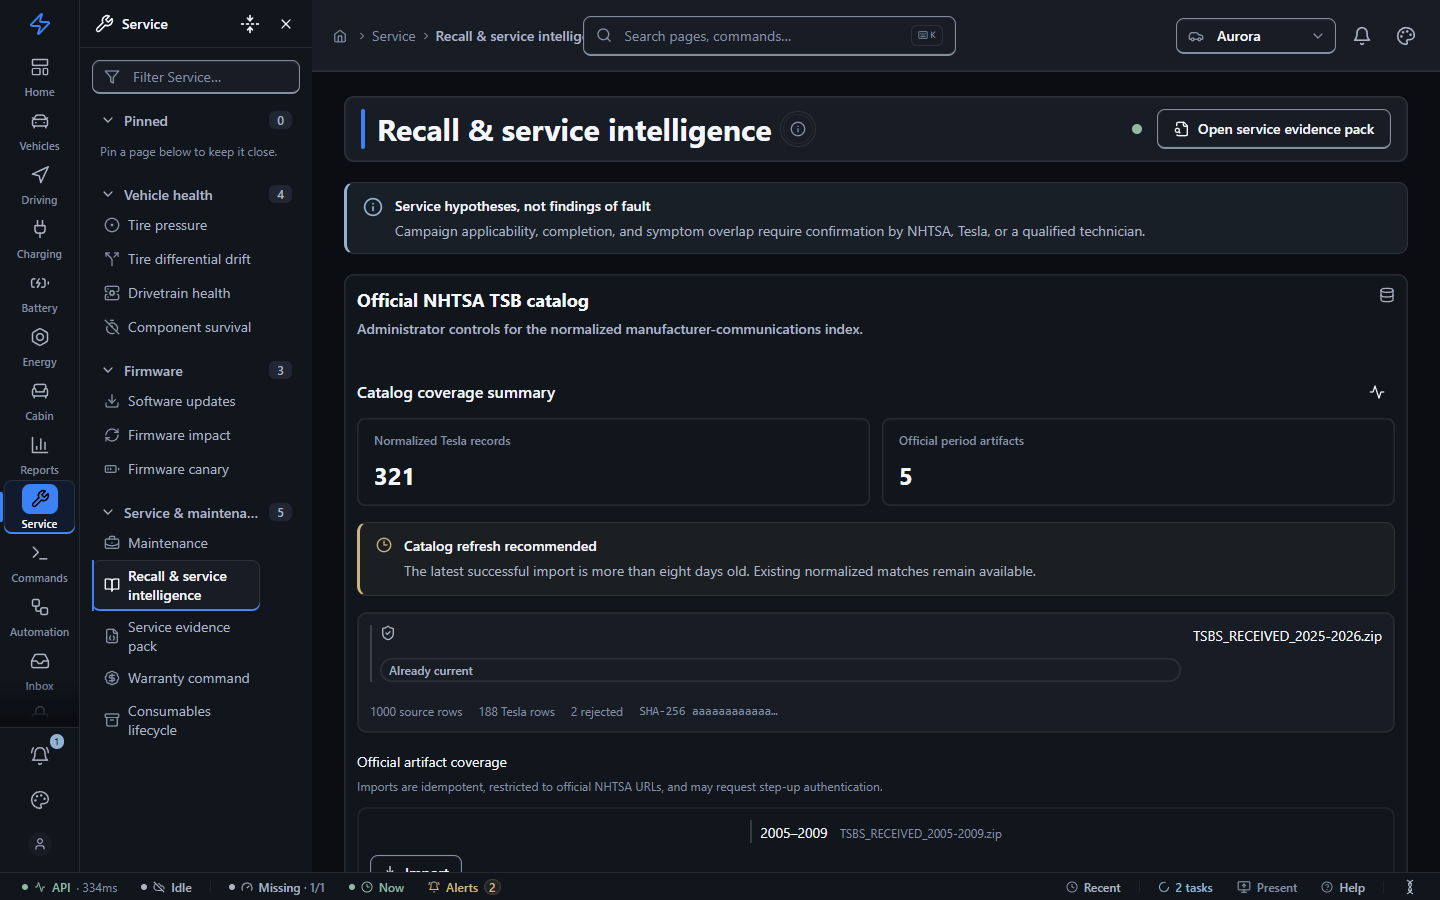 Home
Vehicles
Driving
Charging
Battery
Energy
Cabin
Reports
Service
Commands
Automation
Inbox
1
Service
Filter Service...
Pinned
0
Pin a page below to keep it close.
Vehicle health
4
Tire pressure
Tire differential drift
Drivetrain health
Component survival
Firmware
3
Software updates
Firmware impact
Firmware canary
Service & maintena...
5
Maintenance
Recall & service
intelligence
Service evidence
pack
Warranty command
Consumables
lifecycle
Service
Recall & service intellig
Search pages, commands...
K
Aurora
Recall & service intelligence
Open service evidence pack
Service hypotheses, not findings of fault
Campaign applicability, completion, and symptom overlap require confirmation by NHTSA, Tesla, or a qualified technician.
Official NHTSA TSB catalog
Administrator controls for the normalized manufacturer-communications index.
Catalog coverage summary
Normalized Tesla records
321
Official period artifacts
5
Catalog refresh recommended
The latest successful import is more than eight days old. Existing normalized matches remain available.
TSBS_RECEIVED_2025-2026.zip
Already current
1000 source rows
188 Tesla rows
2 rejected
SHA-256 aaaaaaaaaaaa…
Official artifact coverage
Imports are idempotent, restricted to official NHTSA URLs, and may request step-up authentication.
2005–2009
TSBS_RECEIVED_2005-2009.zip
Import
API · 334ms
Idle
Missing · 1/1
Now
Alerts 2
Recent
2 tasks
Present
Help